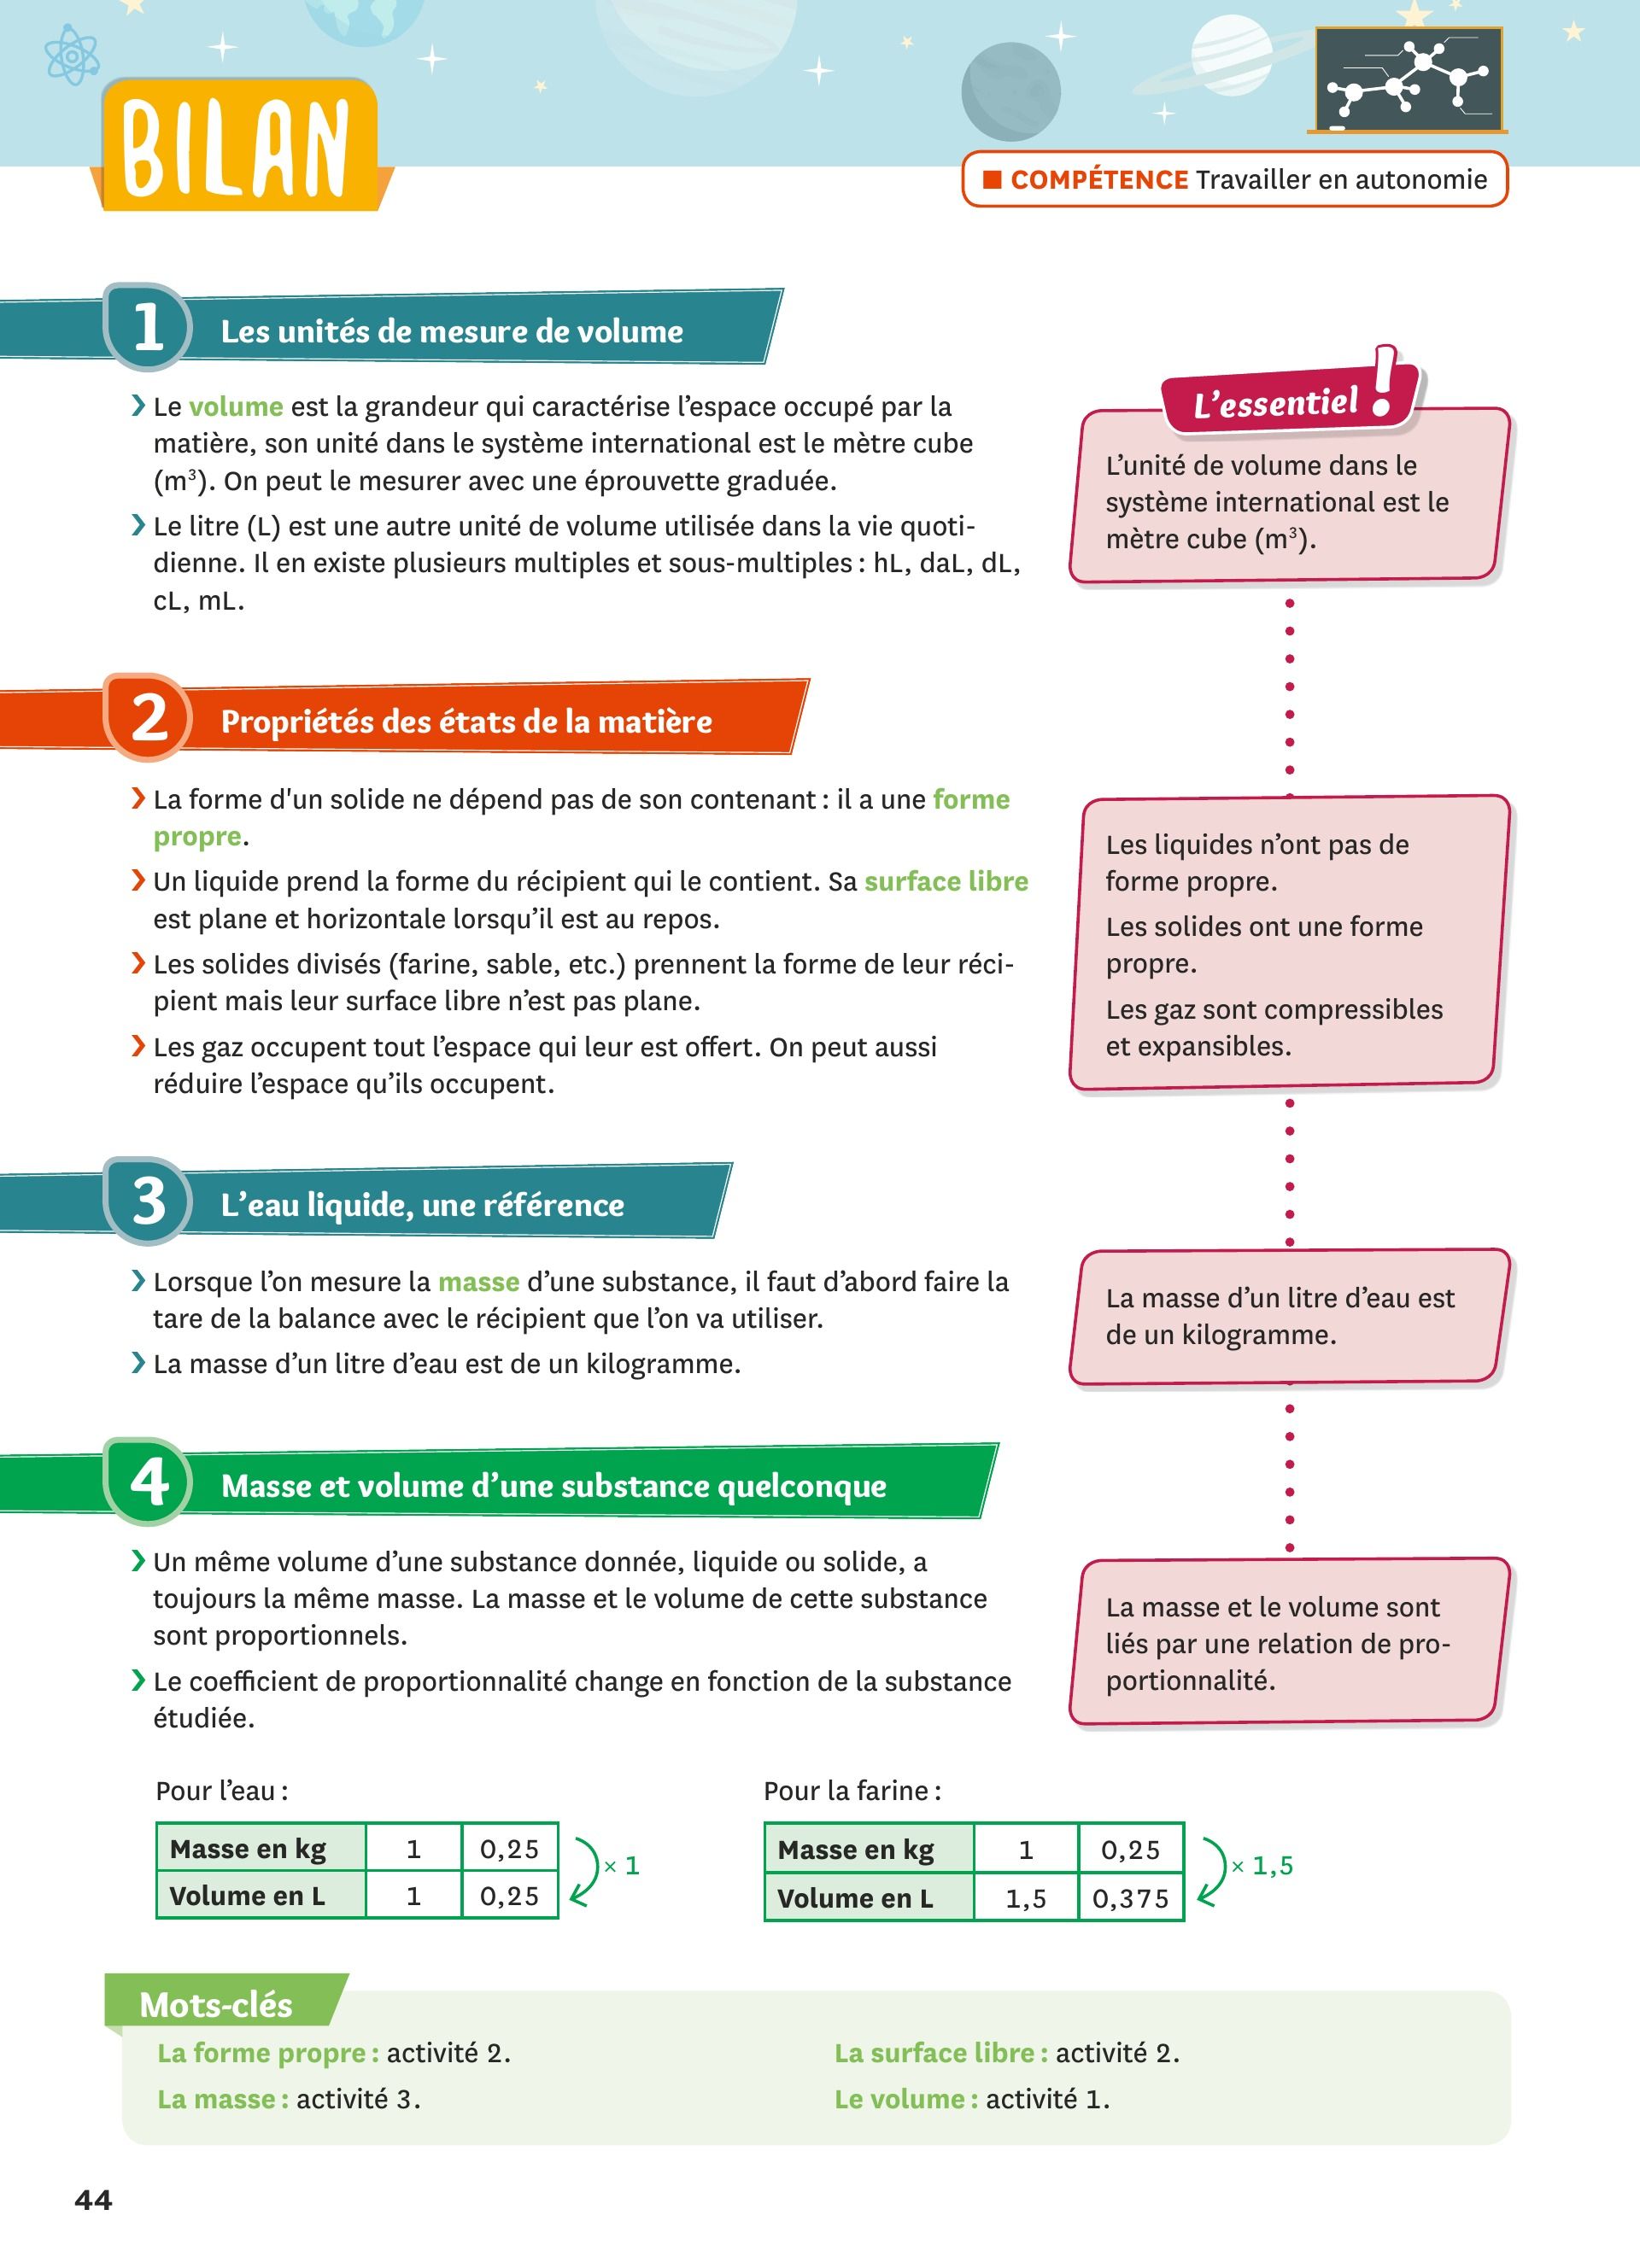 BILAN
■ COMPÉTENCE Travailler en autonomie
1 Les unités de mesure de volume
❯ Le volume est la grandeur qui caractérise l’espace occupé par la
matière, son unité dans le système international est le mètre cube
(m³). On peut le mesurer avec une éprouvette graduée.
❯ Le litre (L) est une autre unité de volume utilisée dans la vie quoti-
dienne. Il en existe plusieurs multiples et sous-multiples : hL, daL, dL,
cL, mL.
L’essentiel !
L’unité de volume dans le
système international est le
mètre cube (m³).
2 Propriétés des états de la matière
❯ La forme d'un solide ne dépend pas de son contenant : il a une forme
propre.
❯ Un liquide prend la forme du récipient qui le contient. Sa surface libre
est plane et horizontale lorsqu’il est au repos.
❯ Les solides divisés (farine, sable, etc.) prennent la forme de leur réci-
pient mais leur surface libre n’est pas plane.
❯ Les gaz occupent tout l’espace qui leur est offert. On peut aussi
réduire l’espace qu’ils occupent.
Les liquides n’ont pas de
forme propre.
Les solides ont une forme
propre.
Les gaz sont compressibles
et expansibles.
3 L’eau liquide, une référence
❯ Lorsque l’on mesure la masse d’une substance, il faut d’abord faire la
tare de la balance avec le récipient que l’on va utiliser.
❯ La masse d’un litre d’eau est de un kilogramme.
La masse d’un litre d’eau est
de un kilogramme.
4 Masse et volume d’une substance quelconque
❯ Un même volume d’une substance donnée, liquide ou solide, a
toujours la même masse. La masse et le volume de cette substance
sont proportionnels.
❯ Le coefficient de proportionnalité change en fonction de la substance
étudiée.
La masse et le volume sont
liés par une relation de pro-
portionnalité.
Pour l’eau :
Masse en kg 1 0,25
Volume en L 1 0,25
× 1
Pour la farine :
Masse en kg 1 0,25
Volume en L 1,5 0,375
× 1,5
Mots-clés
La forme propre : activité 2.
La masse : activité 3.
La surface libre : activité 2.
Le volume : activité 1.
44